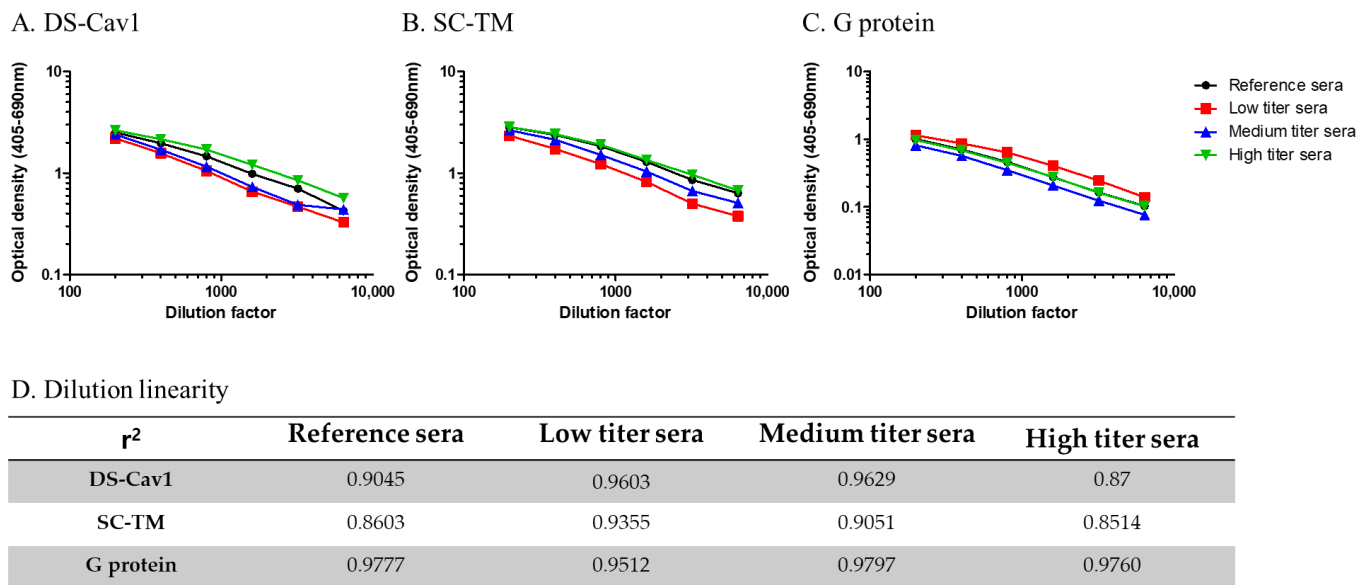 A. DS-Cav1
B. SC-TM
C. G protein
Optical density (405-690nm)
10
1
0.1
100
1000
10,000
Dilution factor
Optical density (405-690nm)
10
1
0.1
100
1000
10,000
Dilution factor
Optical density (405-690nm)
10
1
0.1
0.01
100
1000
10,000
Dilution factor
Reference sera
Low titer sera
Medium titer sera
High titer sera
D. Dilution linearity
r² Reference sera Low titer sera Medium titer sera High titer sera
DS-Cav1 0.9045 0.9603 0.9629 0.87
SC-TM 0.8603 0.9355 0.9051 0.8514
G protein 0.9777 0.9512 0.9797 0.9760